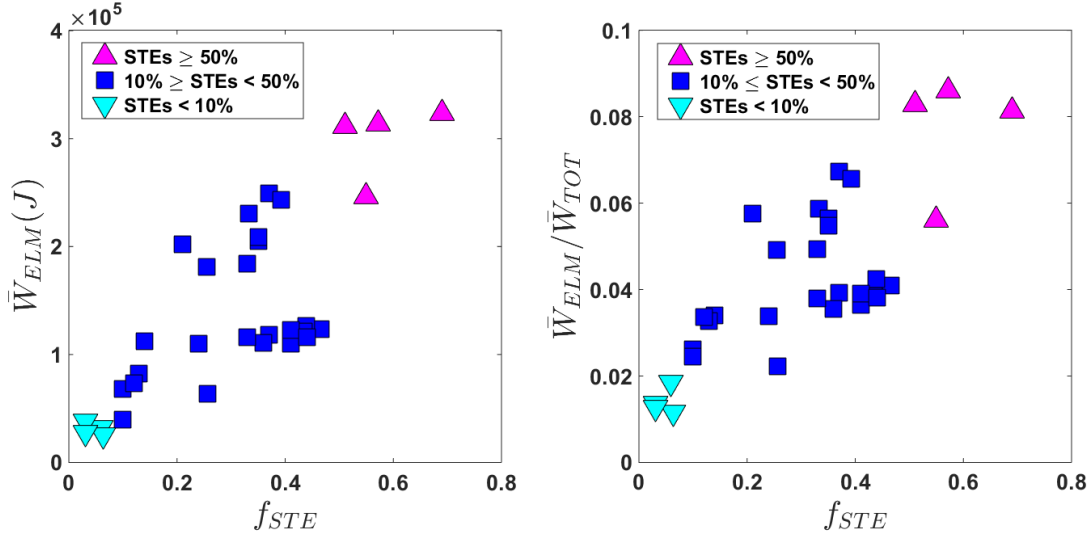 ×10⁵
4
3
2
1
0
W̄_ELM(J)
STEs ≥ 50%
10% ≥ STEs < 50%
STEs < 10%
0 0.2 0.4 0.6 0.8
f_STE
0.1
0.08
0.06
0.04
0.02
0
W̄_ELM/W̄_TOT
STEs ≥ 50%
10% ≤ STEs < 50%
STEs < 10%
0 0.2 0.4 0.6 0.8
f_STE